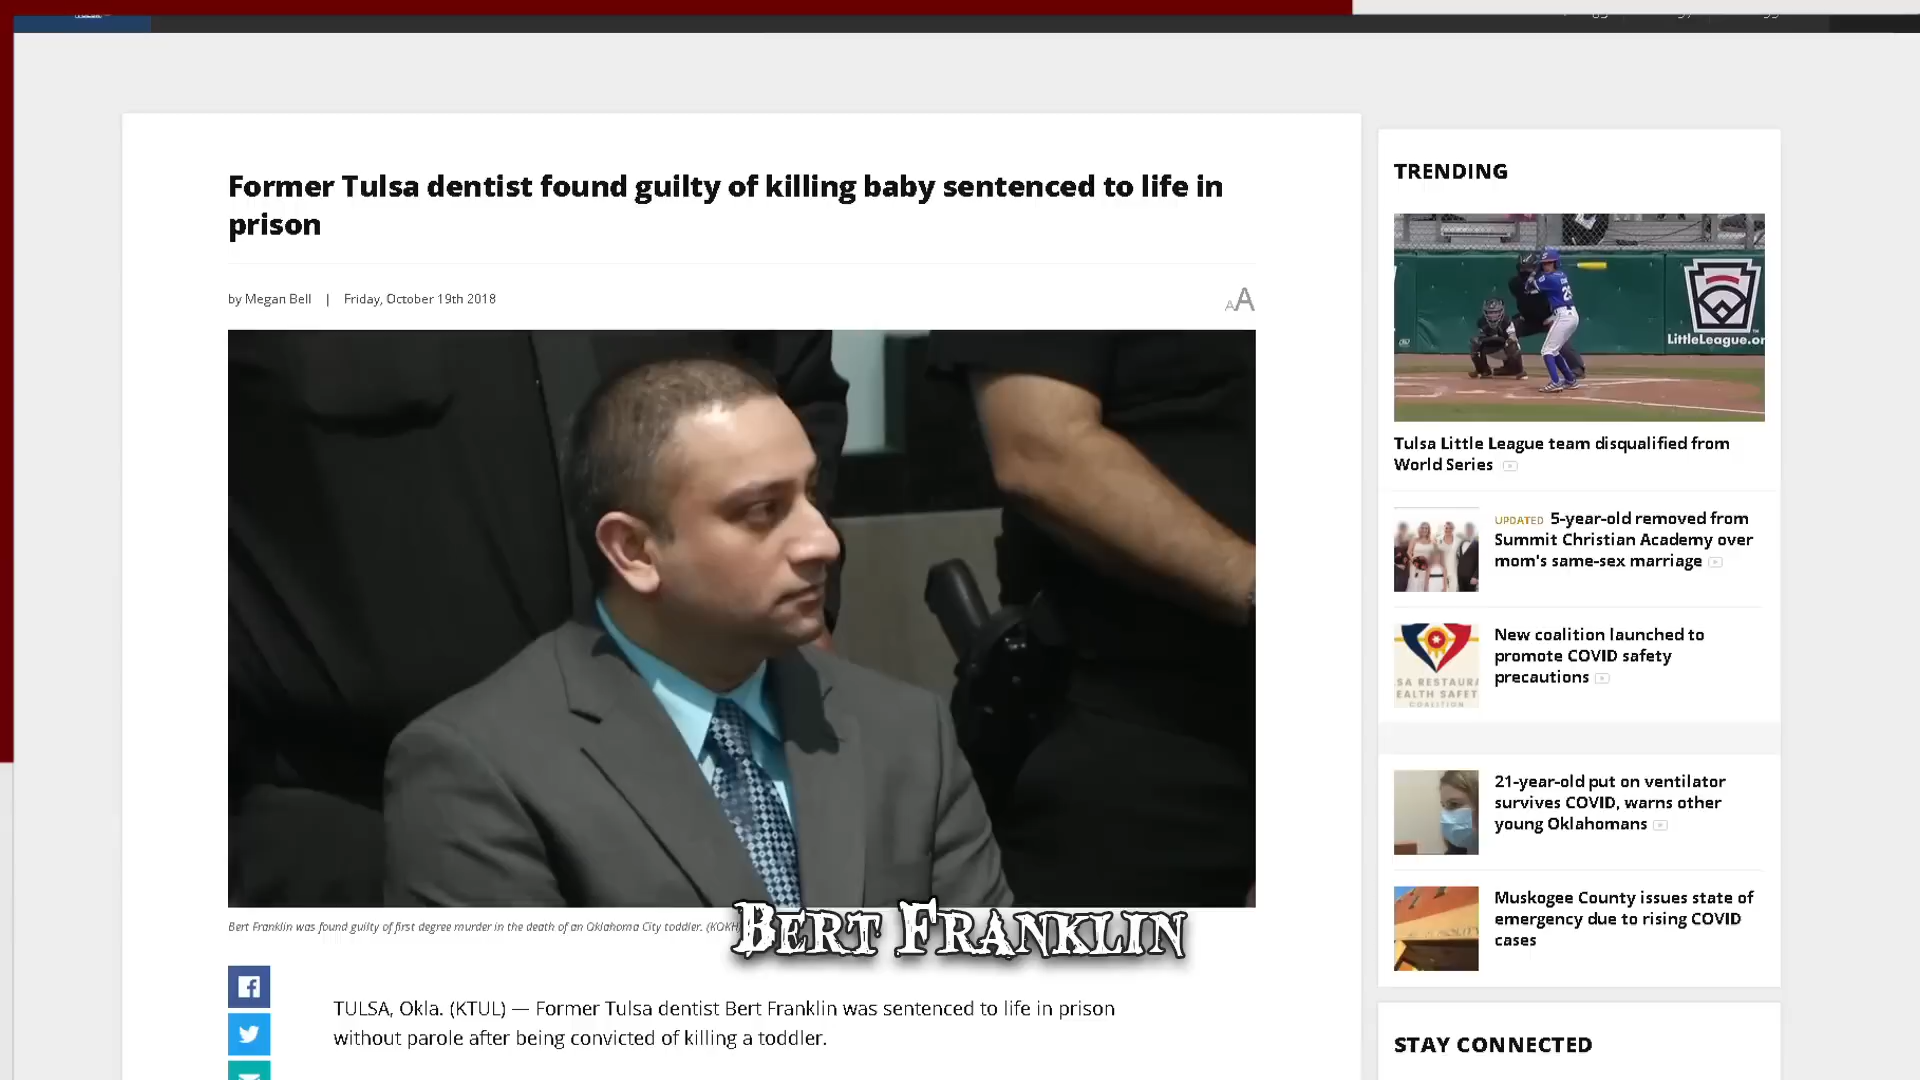 Former Tulsa dentist found guilty of killing baby sentenced to life in
prison
by Megan Bell | Friday, October 19th 2018
AA
TRENDING
LittleLeague.or
Tulsa Little League team disqualified from
World Series
UPDATED 5-year-old removed from
Summit Christian Academy over
mom's same-sex marriage
SA RESTAURA
EALTH SAFET
COALITION
New coalition launched to
promote COVID safety
precautions
21-year-old put on ventilator
survives COVID, warns other
young Oklahomans
Muskogee County issues state of
emergency due to rising COVID
cases
Bert Franklin was found guilty of first degree murder in the death of an Oklahoma City toddler. (KOKH)
BERT FRANKLIN
TULSA, Okla. (KTUL) — Former Tulsa dentist Bert Franklin was sentenced to life in prison
without parole after being convicted of killing a toddler.
STAY CONNECTED